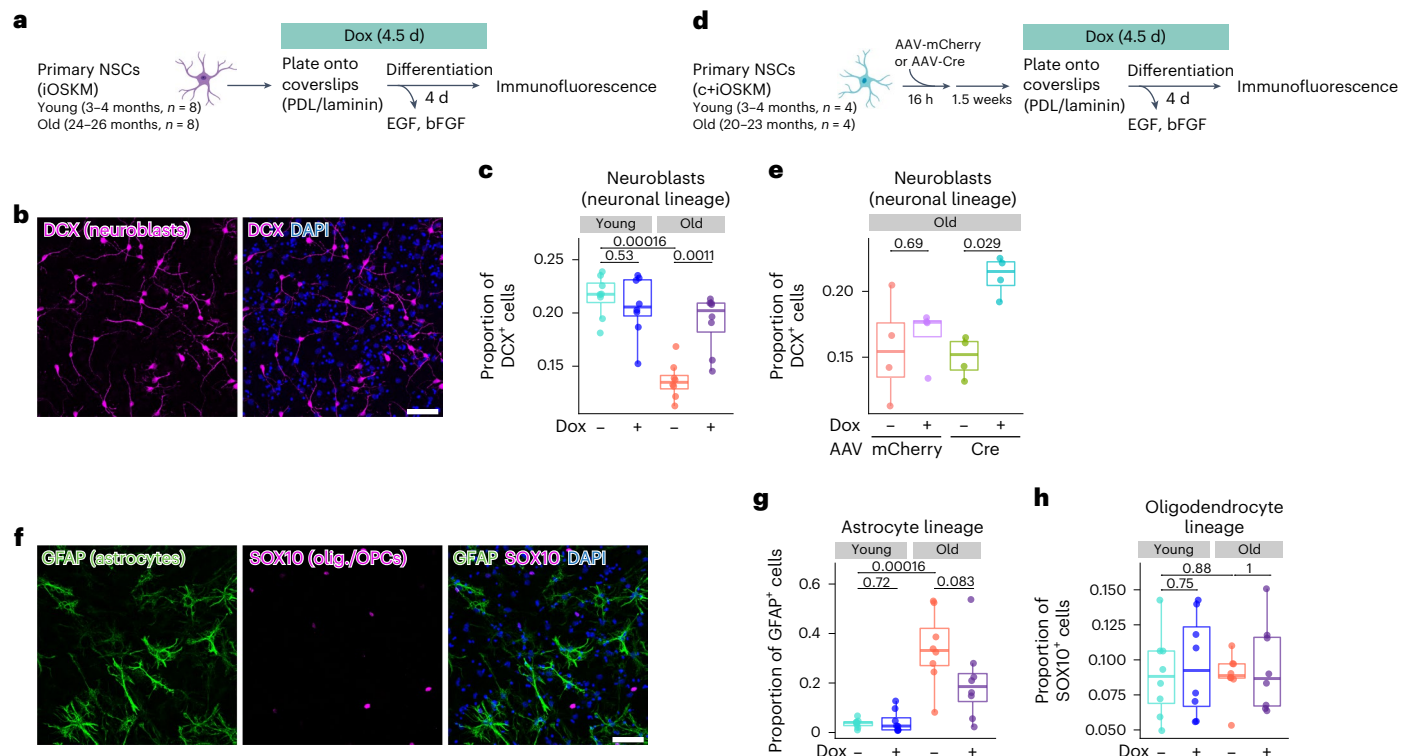 a
Dox (4.5 d)
Primary NSCs
(iOSKM)
Young (3–4 months, n = 8)
Old (24–26 months, n = 8)
Plate onto
coverslips
(PDL/laminin)
Differentiation
4 d
EGF, bFGF
Immunofluorescence
d
Dox (4.5 d)
Primary NSCs
(c+iOSKM)
Young (3–4 months, n = 4)
Old (20–23 months, n = 4)
AAV-mCherry
or AAV-Cre
16 h
1.5 weeks
Plate onto
coverslips
(PDL/laminin)
Differentiation
4 d
EGF, bFGF
Immunofluorescence
b
DCX (neuroblasts)
DCX DAPI
c
Neuroblasts
(neuronal lineage)
Young Old
0.00016
0.53 0.0011
Proportion of
DCX⁺ cells
0.25
0.20
0.15
Dox – + – +
e
Neuroblasts
(neuronal lineage)
Old
0.69 0.029
Proportion of
DCX⁺ cells
0.20
0.15
Dox – + – +
AAV mCherry Cre
f
GFAP (astrocytes)
SOX10 (olig./OPCs)
GFAP SOX10 DAPI
g
Astrocyte lineage
Young Old
0.00016
0.72 0.083
Proportion of GFAP⁺ cells
0.6
0.4
0.2
0
Dox – + – +
h
Oligodendrocyte
lineage
Young Old
0.88 1
0.75
Proportion of
SOX10⁺ cells
0.150
0.125
0.100
0.075
0.050
Dox – + – +